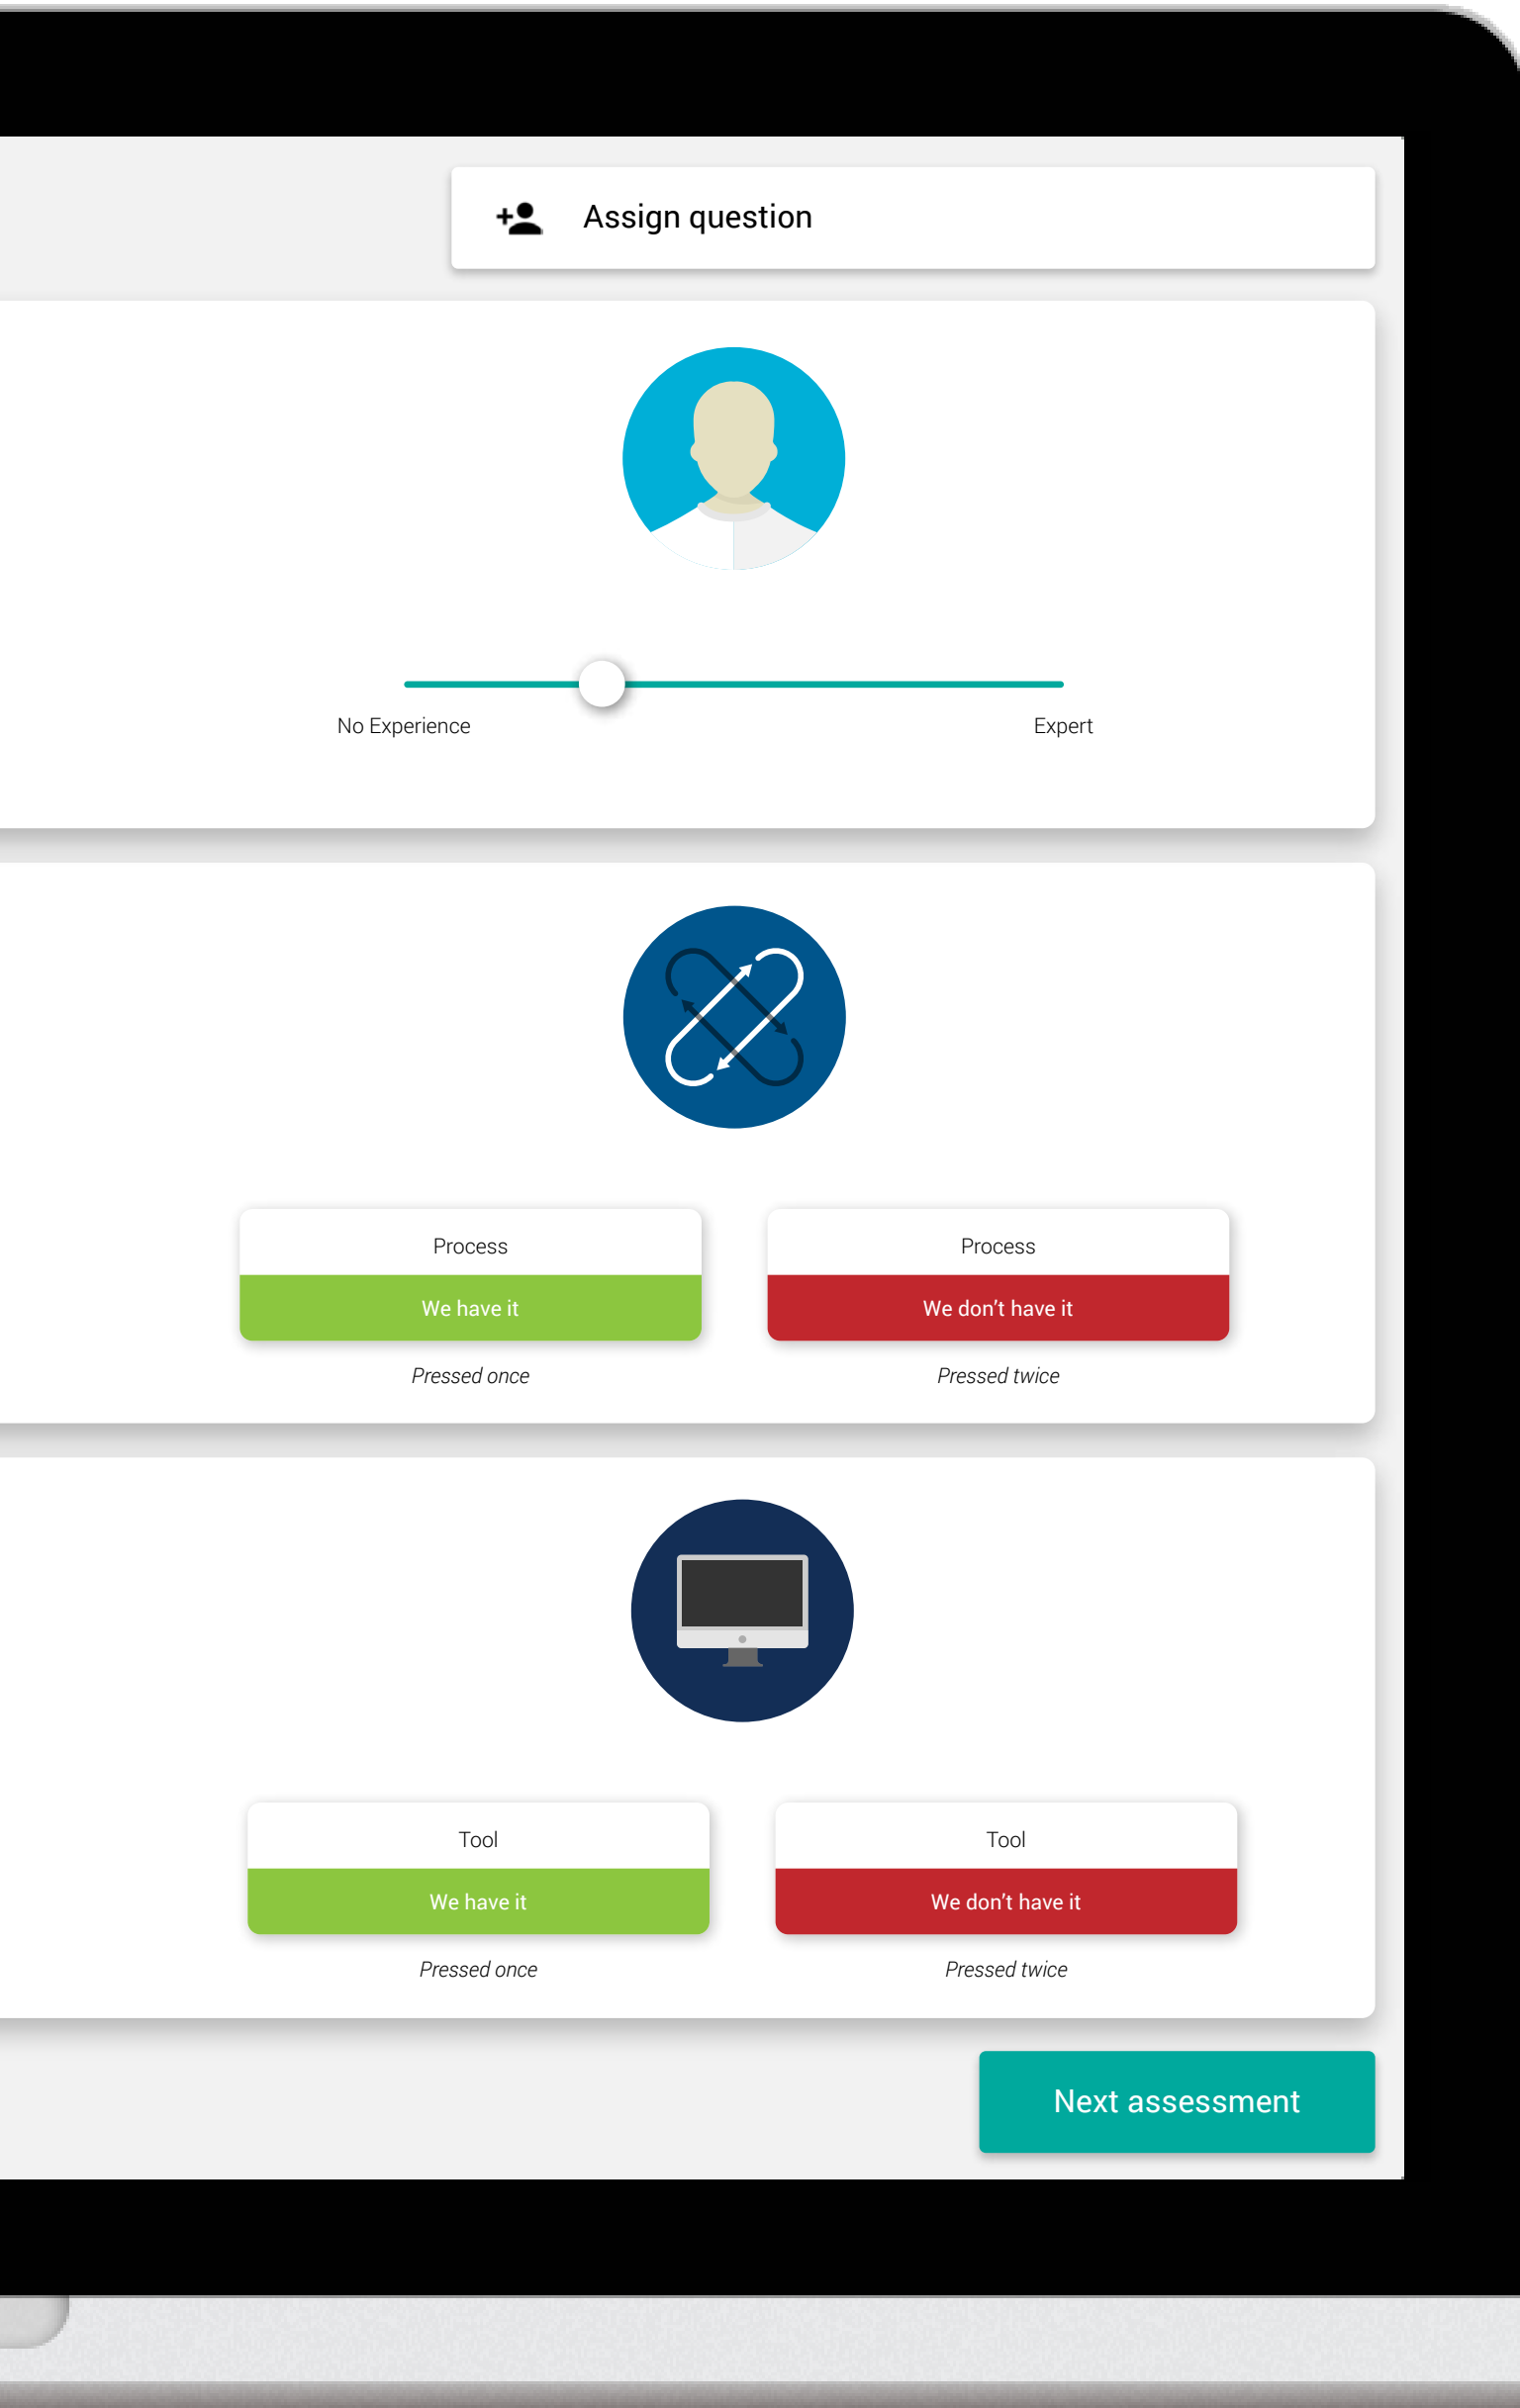 Assign question
No Experience
Expert
Process
Process
We have it
We don't have it
Pressed once
Pressed twice
Tool
Tool
We have it
We don't have it
Pressed once
Pressed twice
Next assessment